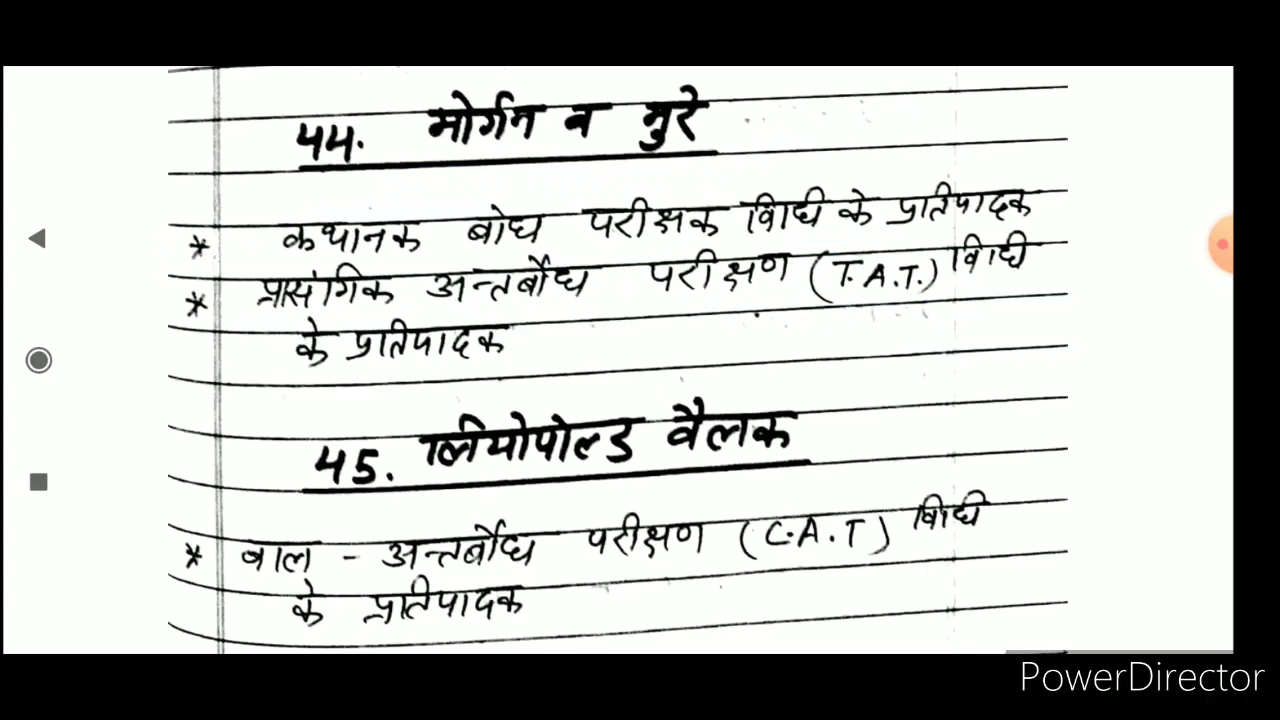 44. मोर्गन व मुरे
* कथानक बोध परीक्षक विधि के प्रतिपादक
* प्रासंगिक अन्तर्बोध परीक्षण (T.A.T.) विधि
के प्रतिपादक
45. लियोपोल्ड वैलक
* बाल - अन्तर्बोध परीक्षण (C.A.T) विधि
के प्रतिपादक
PowerDirector